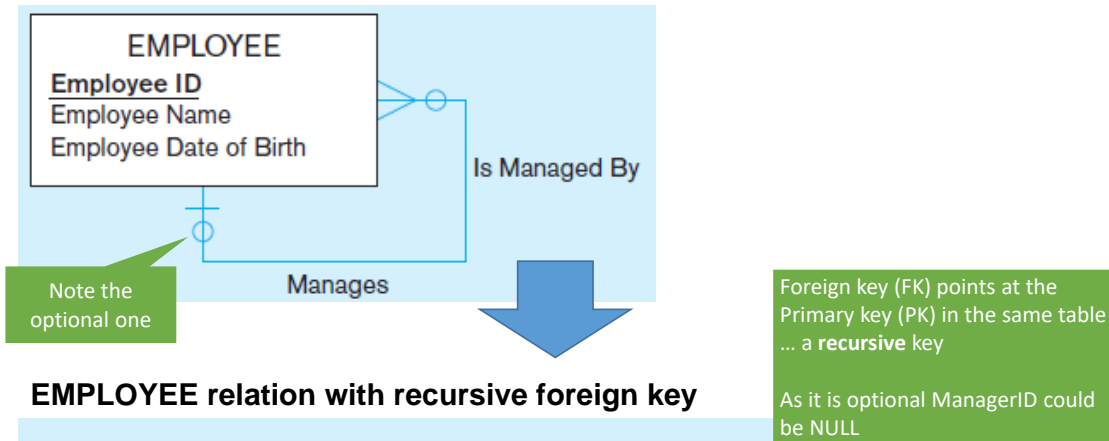 EMPLOYEE
Employee ID
Employee Name
Employee Date of Birth
Is Managed By
Manages
Note the
optional one
Foreign key (FK) points at the
Primary key (PK) in the same table
… a recursive key
As it is optional ManagerID could
be NULL
EMPLOYEE relation with recursive foreign key